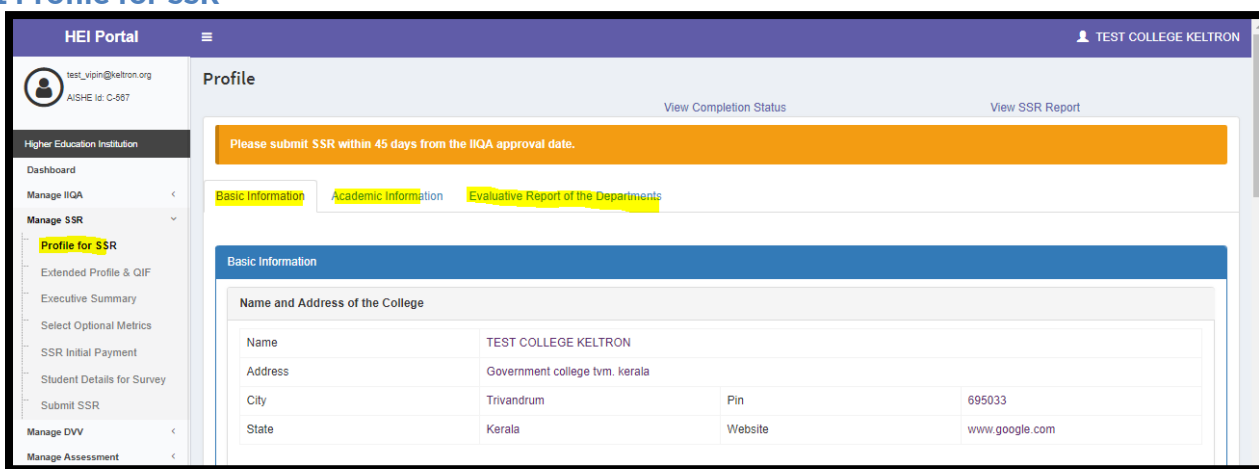 Profile for SSR
HEI Portal
TEST COLLEGE KELTRON
test_vipin@keltron.org
AISHE Id: C-567
Higher Education Institution
Dashboard
Manage IIQA
Manage SSR
Profile for SSR
Extended Profile & QIF
Executive Summary
Select Optional Metrics
SSR Initial Payment
Student Details for Survey
Submit SSR
Manage DVV
Manage Assessment
Profile
View Completion Status View SSR Report
Please submit SSR within 45 days from the IIQA approval date.
Basic Information Academic Information Evaluative Report of the Departments
Basic Information
Name and Address of the College
Name TEST COLLEGE KELTRON
Address Government college tvm. kerala
City Trivandrum Pin 695033
State Kerala Website www.google.com